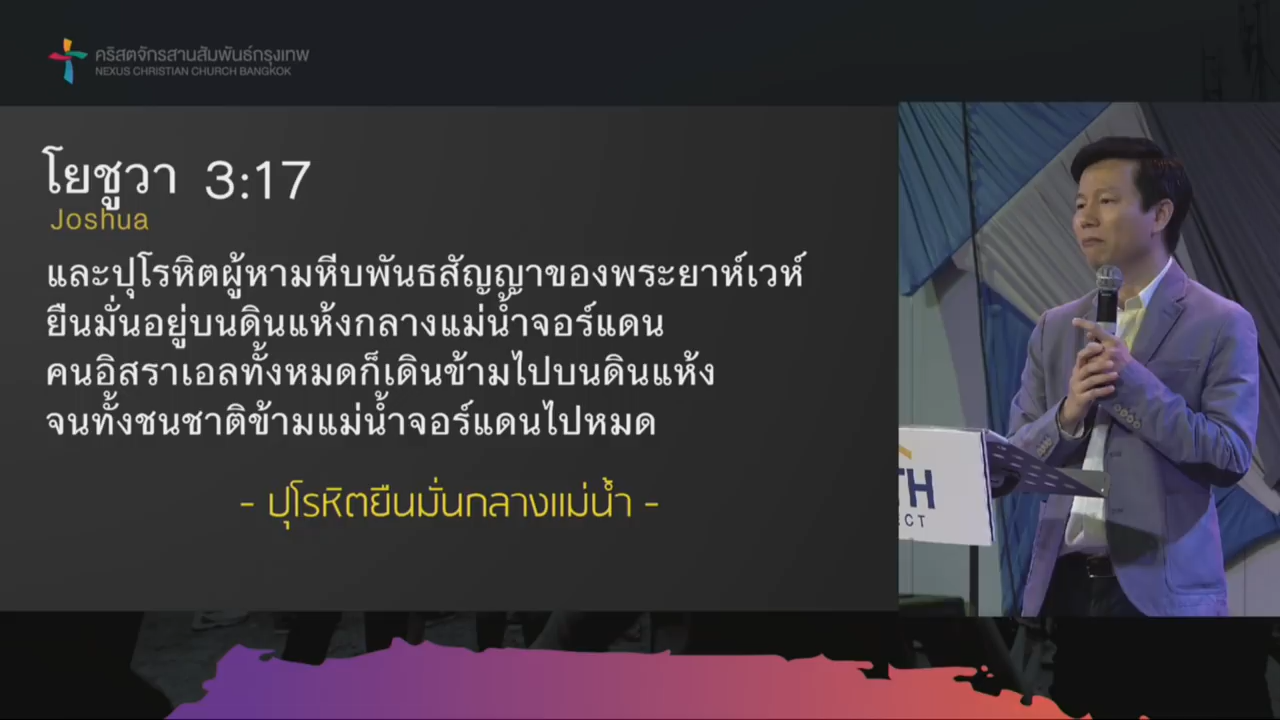 คริสตจักรสานสัมพันธ์กรุงเทพ
NEXUS CHRISTIAN CHURCH BANGKOK
โยชูวา 3:17
Joshua
และปุโรหิตผู้หามหีบพันธสัญญาของพระยาห์เวห์
ยืนมั่นอยู่บนดินแห้งกลางแม่น้ำจอร์แดน
คนอิสราเอลทั้งหมดก็เดินข้ามไปบนดินแห้ง
จนทั้งชนชาติข้ามแม่น้ำจอร์แดนไปหมด
- ปุโรหิตยืนมั่นกลางแม่น้ำ -